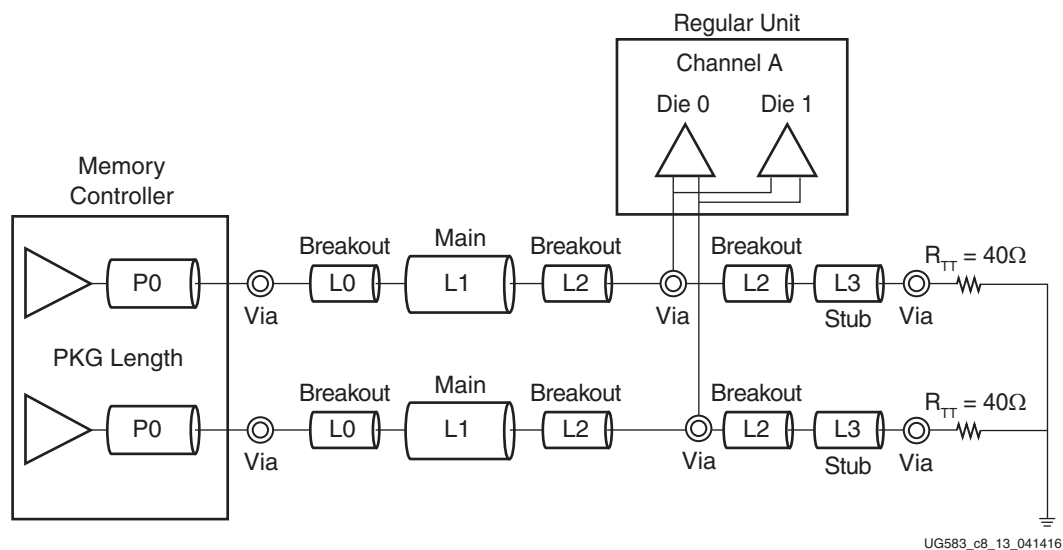 Regular Unit
Channel A
Die 0 Die 1
Memory
Controller
Breakout Main Breakout Breakout R_TT = 40Ω
P0 L0 L1 L2 L2 L3
Via Via Stub Via
PKG Length
Breakout Main Breakout Breakout R_TT = 40Ω
P0 L0 L1 L2 L2 L3
Via Via Stub Via
UG583_c8_13_041416